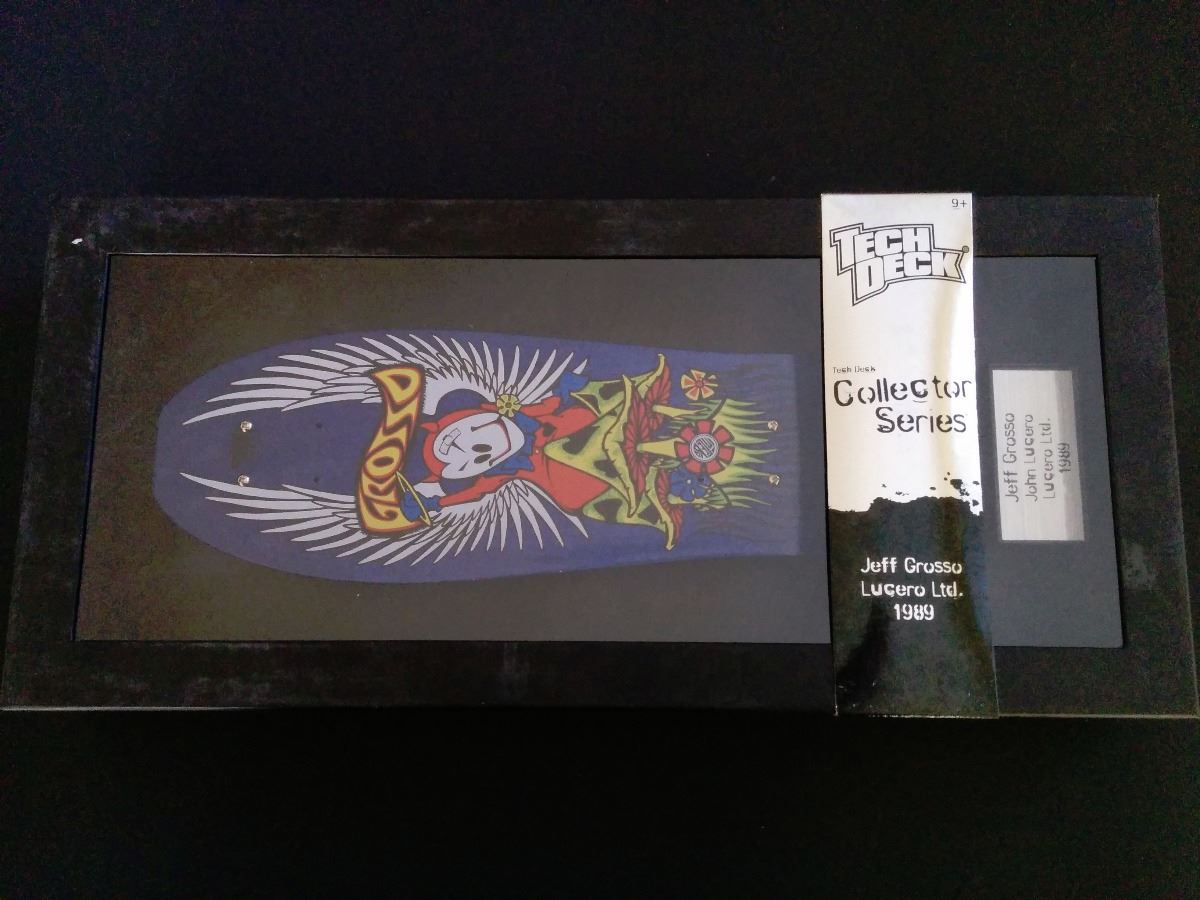 9+
TECH
DECK®
Tech Deck
Collector
Series
Jeff Grosso
Lucero Ltd.
1989
Jeff Grosso
John Lucero
Lucero Ltd.
1989